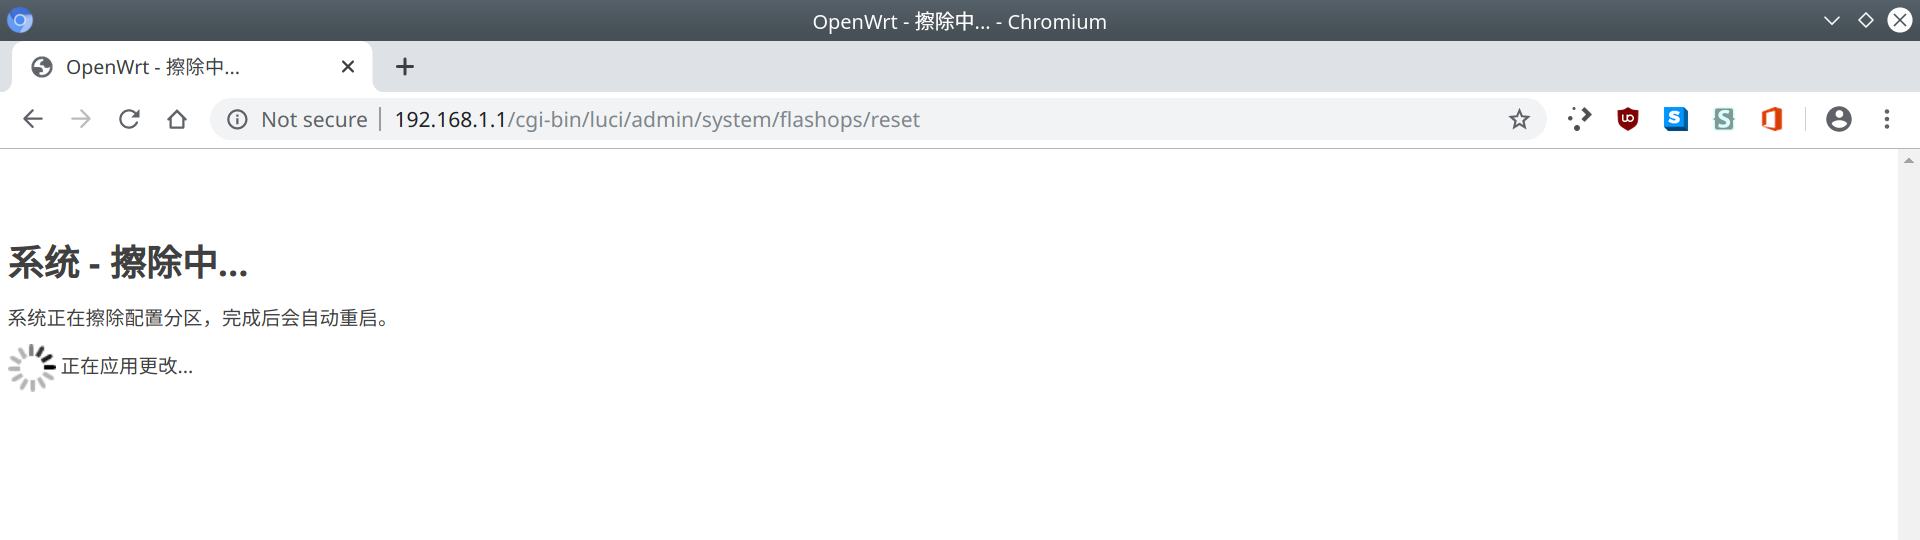 OpenWrt - 擦除中... - Chromium
OpenWrt - 擦除中...
Not secure
192.168.1.1/cgi-bin/luci/admin/system/flashops/reset
系统 - 擦除中...
系统正在擦除配置分区，完成后会自动重启。
正在应用更改...